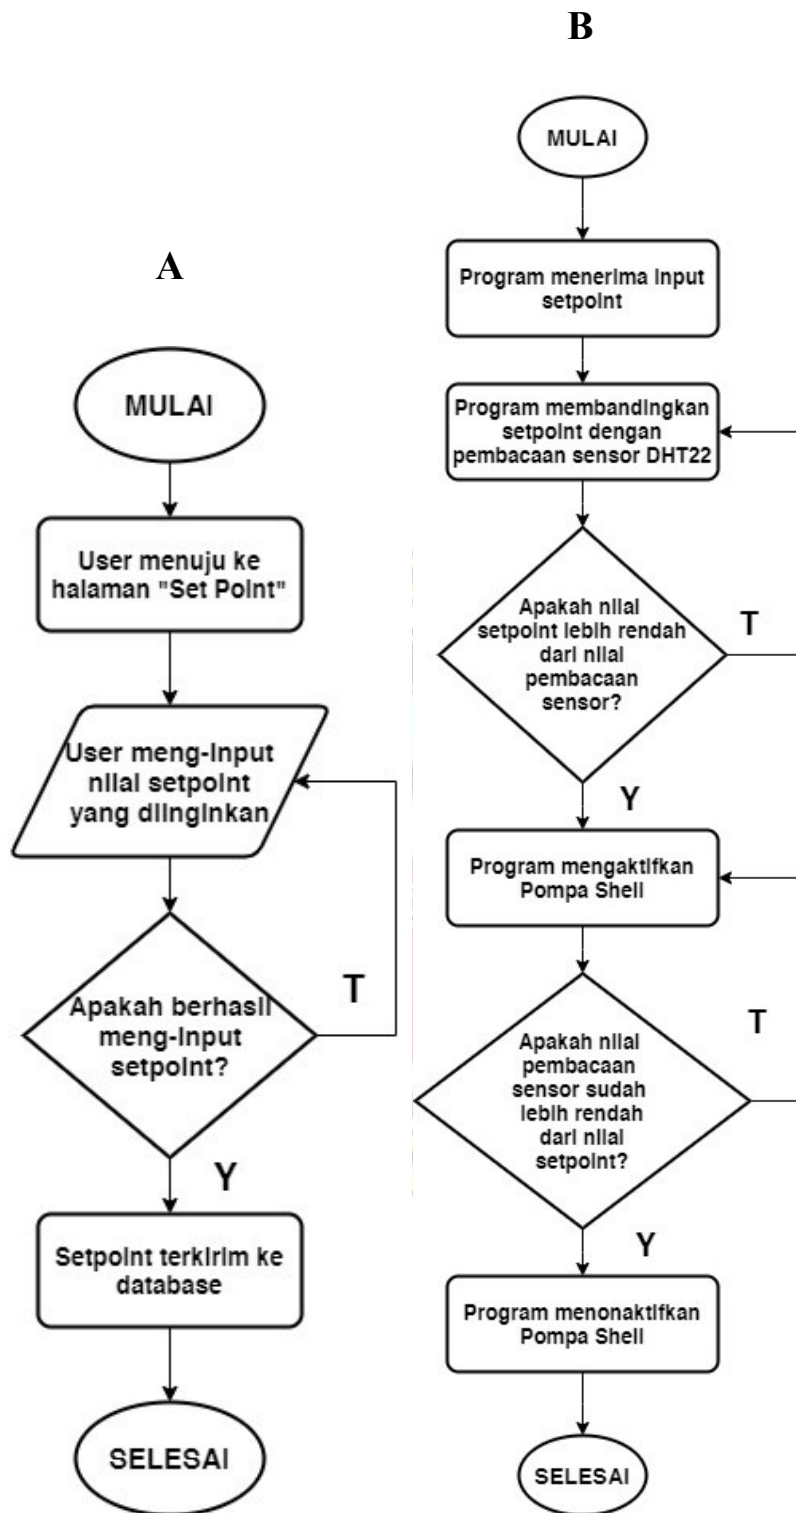 A
MULAI
User menuju ke
halaman "Set Point"
User meng-input
nilai setpoint
yang diinginkan
Apakah berhasil
meng-input
setpoint?
T
Y
Setpoint terkirim ke
database
SELESAI
B
MULAI
Program menerima input
setpoint
Program membandingkan
setpoint dengan
pembacaan sensor DHT22
Apakah nilai
setpoint lebih rendah
dari nilai
pembacaan
sensor?
T
Y
Program mengaktifkan
Pompa Shell
Apakah nilai
pembacaan
sensor sudah
lebih rendah
dari nilai
setpoint?
T
Y
Program menonaktifkan
Pompa Shell
SELESAI